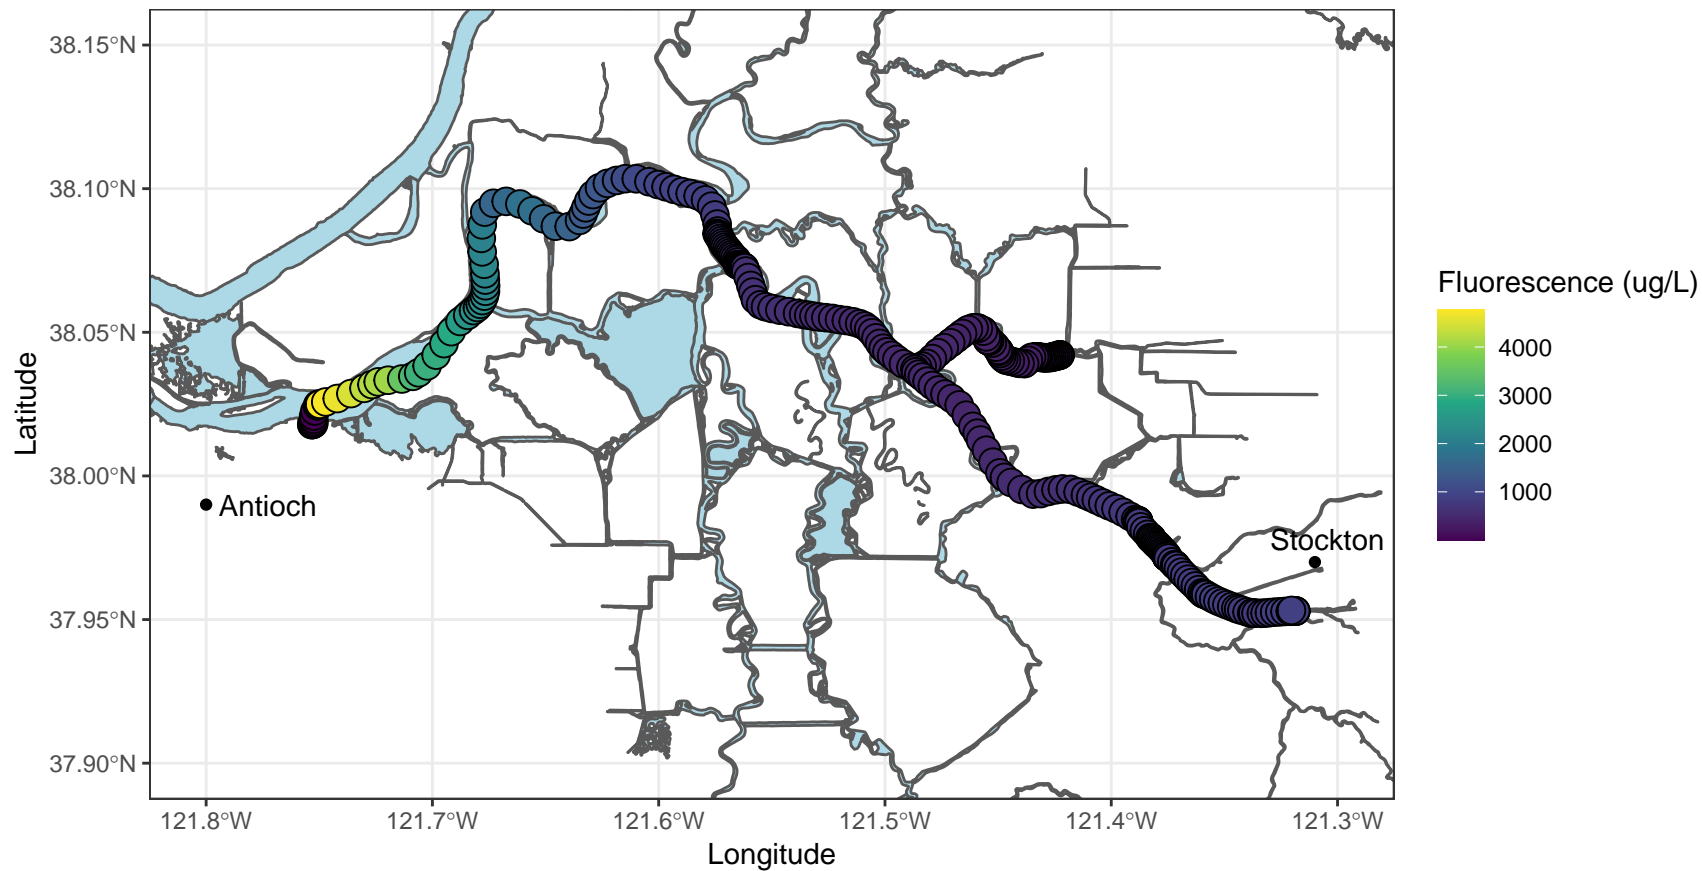 38.15°N
38.10°N
38.05°N
38.00°N
37.95°N
37.90°N
Latitude
121.8°W
121.7°W
121.6°W
121.5°W
121.4°W
121.3°W
Longitude
Antioch
Stockton
Fluorescence (ug/L)
4000
3000
2000
1000